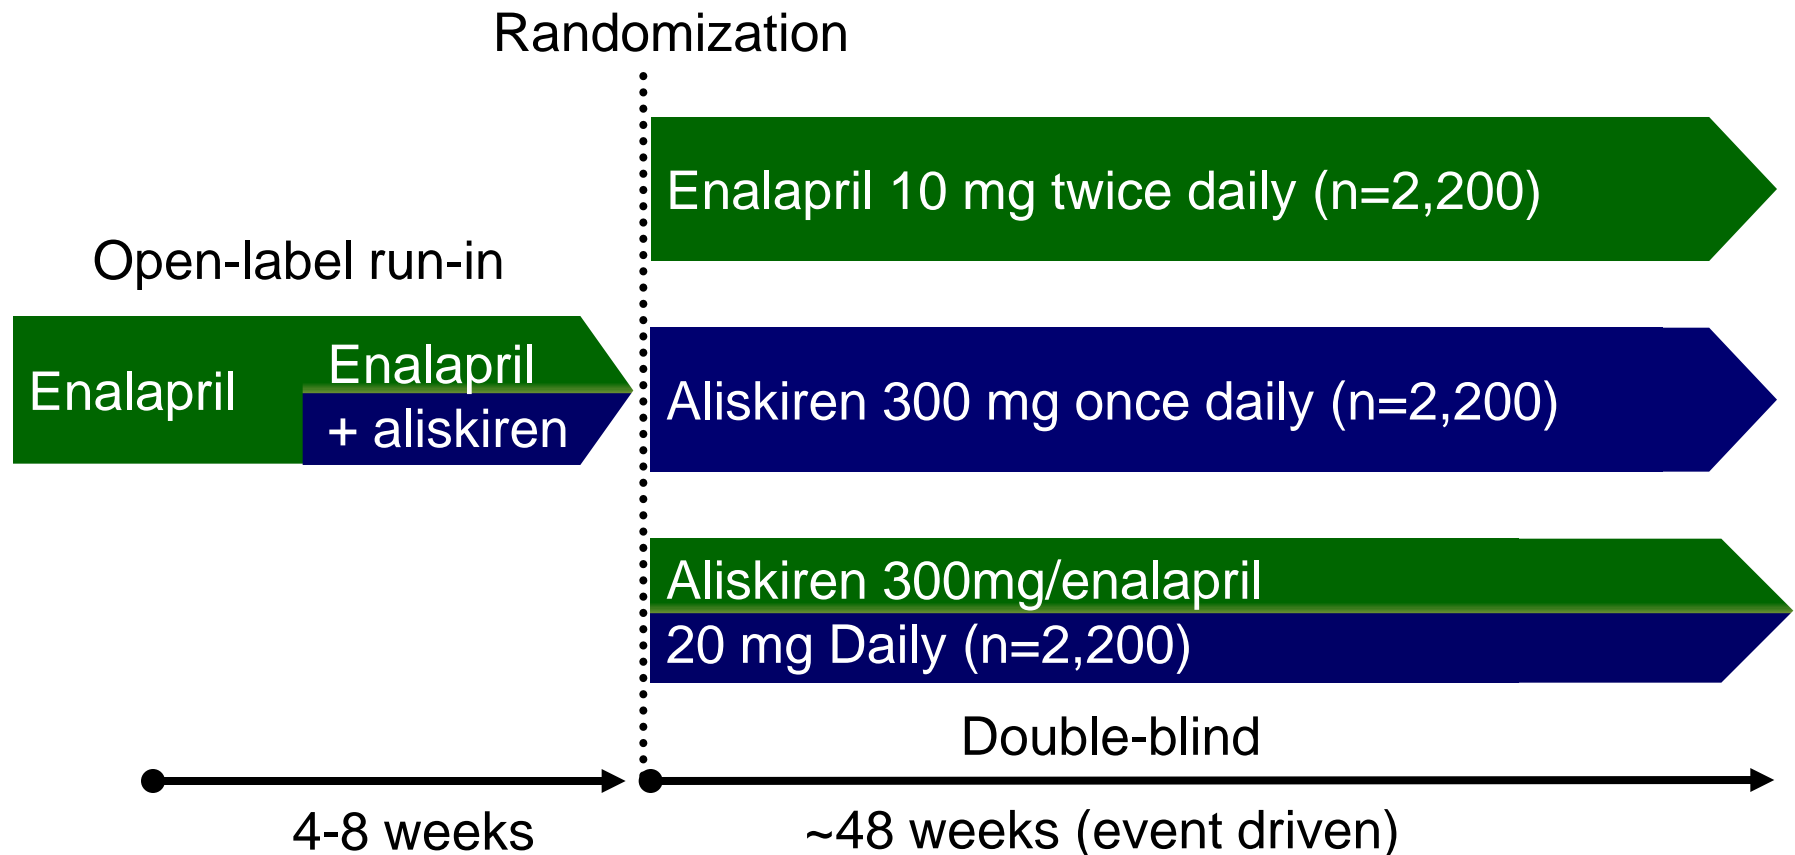 Randomization
Enalapril 10 mg twice daily (n=2,200)
Open-label run-in
Enalapril
Enalapril
+ aliskiren
Aliskiren 300 mg once daily (n=2,200)
Aliskiren 300mg/enalapril
20 mg Daily (n=2,200)
Double-blind
4-8 weeks
~48 weeks (event driven)